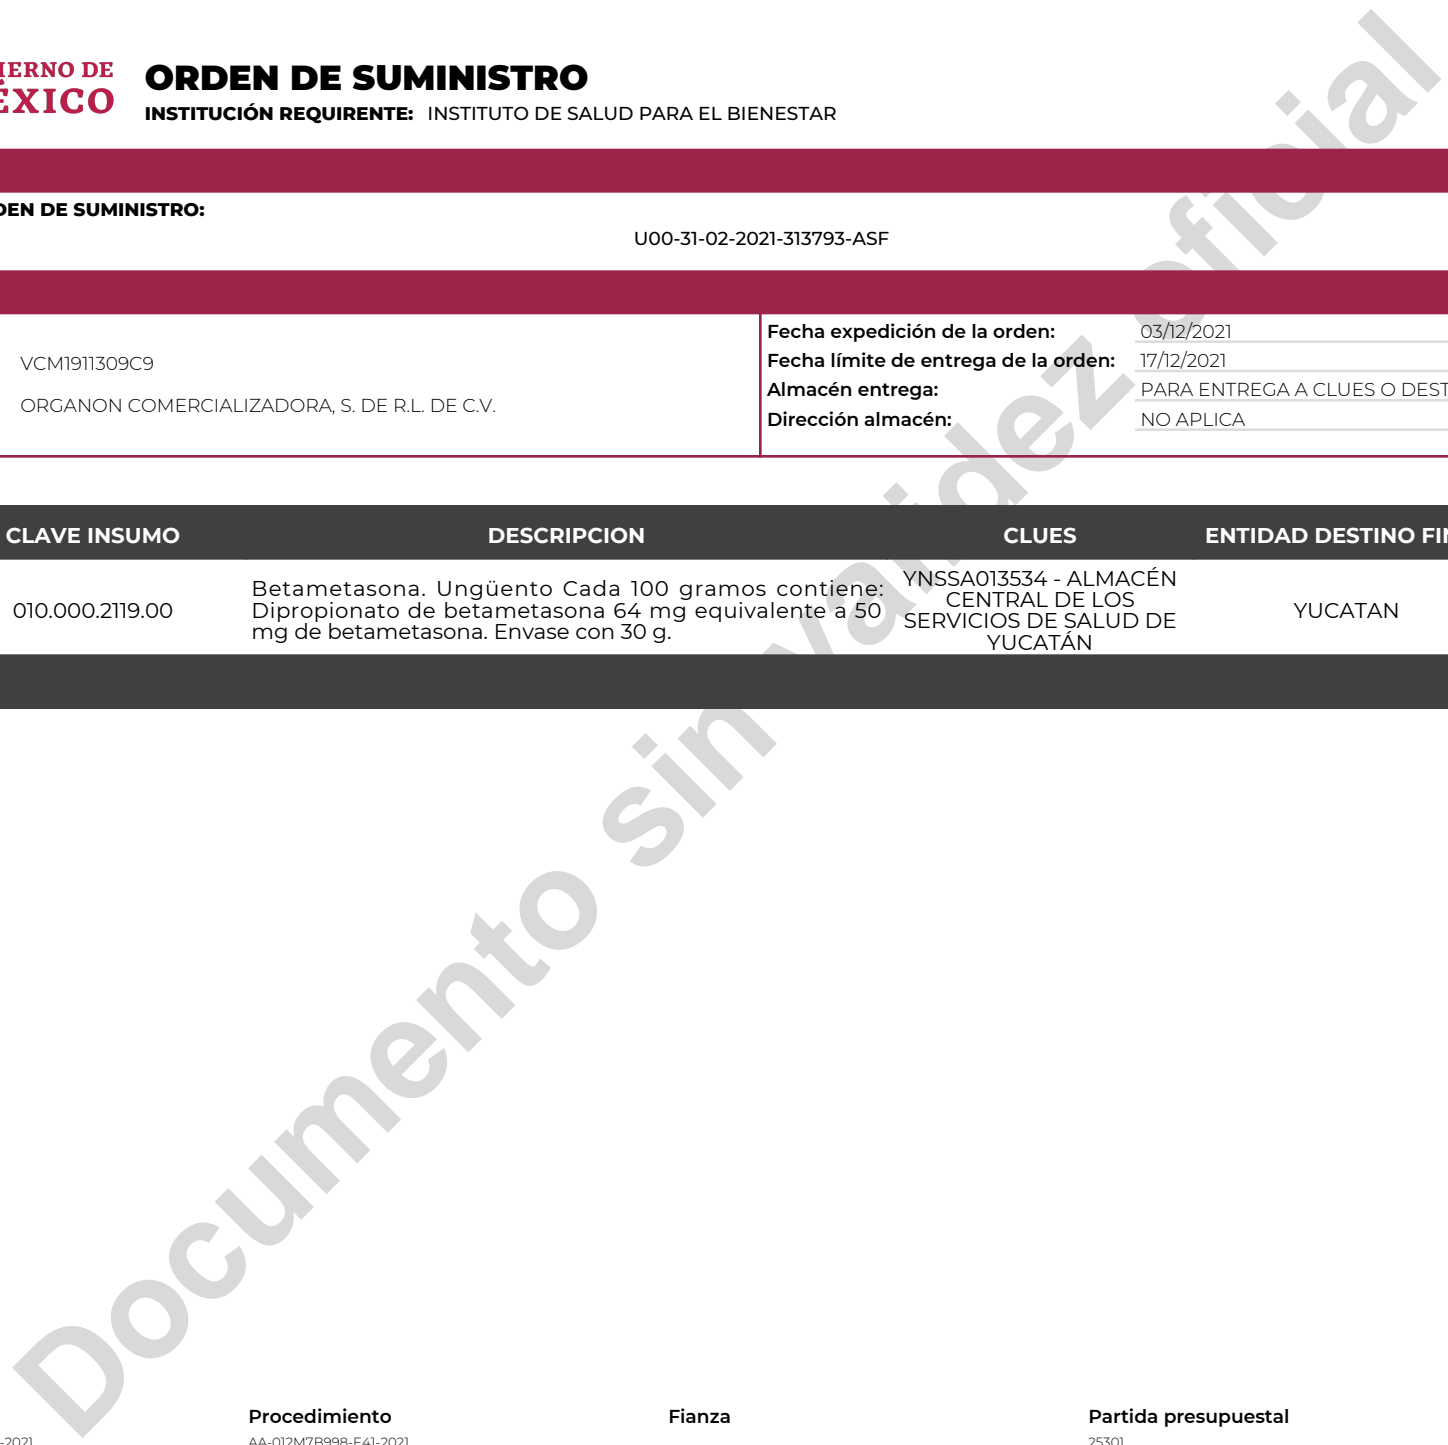 ORDEN DE SUMINISTRO
INSTITUCIÓN REQUIRENTE: INSTITUTO DE SALUD PARA EL BIENESTAR
DE
DE SUMINISTRO:
U00-31-02-2021-313793-ASF
VCM1911309C9
ORGANON COMERCIALIZADORA, S. DE R.L. DE C.V.
Fecha expedición de la orden: 03/12/2021
Fecha límite de entrega de la orden: 17/12/2021
Almacén entrega: PARA ENTREGA A CLUES O
Dirección almacén: NO APLICA
CLAVE INSUMO DESCRIPCION CLUES ENTIDAD DESTINO
010.000.2119.00
Betametasona. Ungüento Cada 100 gramos contiene:
Dipropionato de betametasona 64 mg equivalente a 50
mg de betametasona. Envase con 30 g.
YNSSA013534 - ALMACÉN
CENTRAL DE LOS
SERVICIOS DE SALUD DE
YUCATÁN
YUCATAN
Documento sin validez oficial
Procedimiento Fianza Partida presupuestal
AA-012M7B998-E41-2021 25301